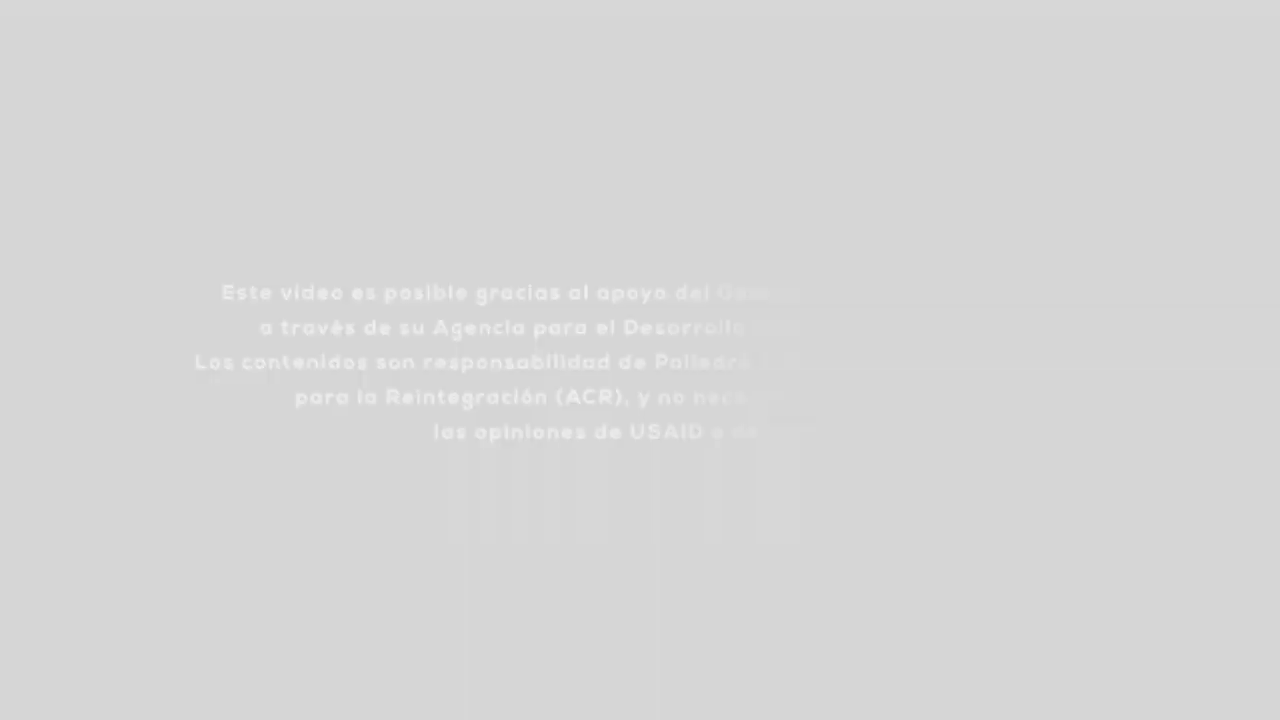 Este video es posible gracias al apoyo del
a través de su Agencia para el Desarrollo
Los contenidos son responsabilidad de Poliedro
para la Reintegración (ACR), y no
las opiniones de USAID o